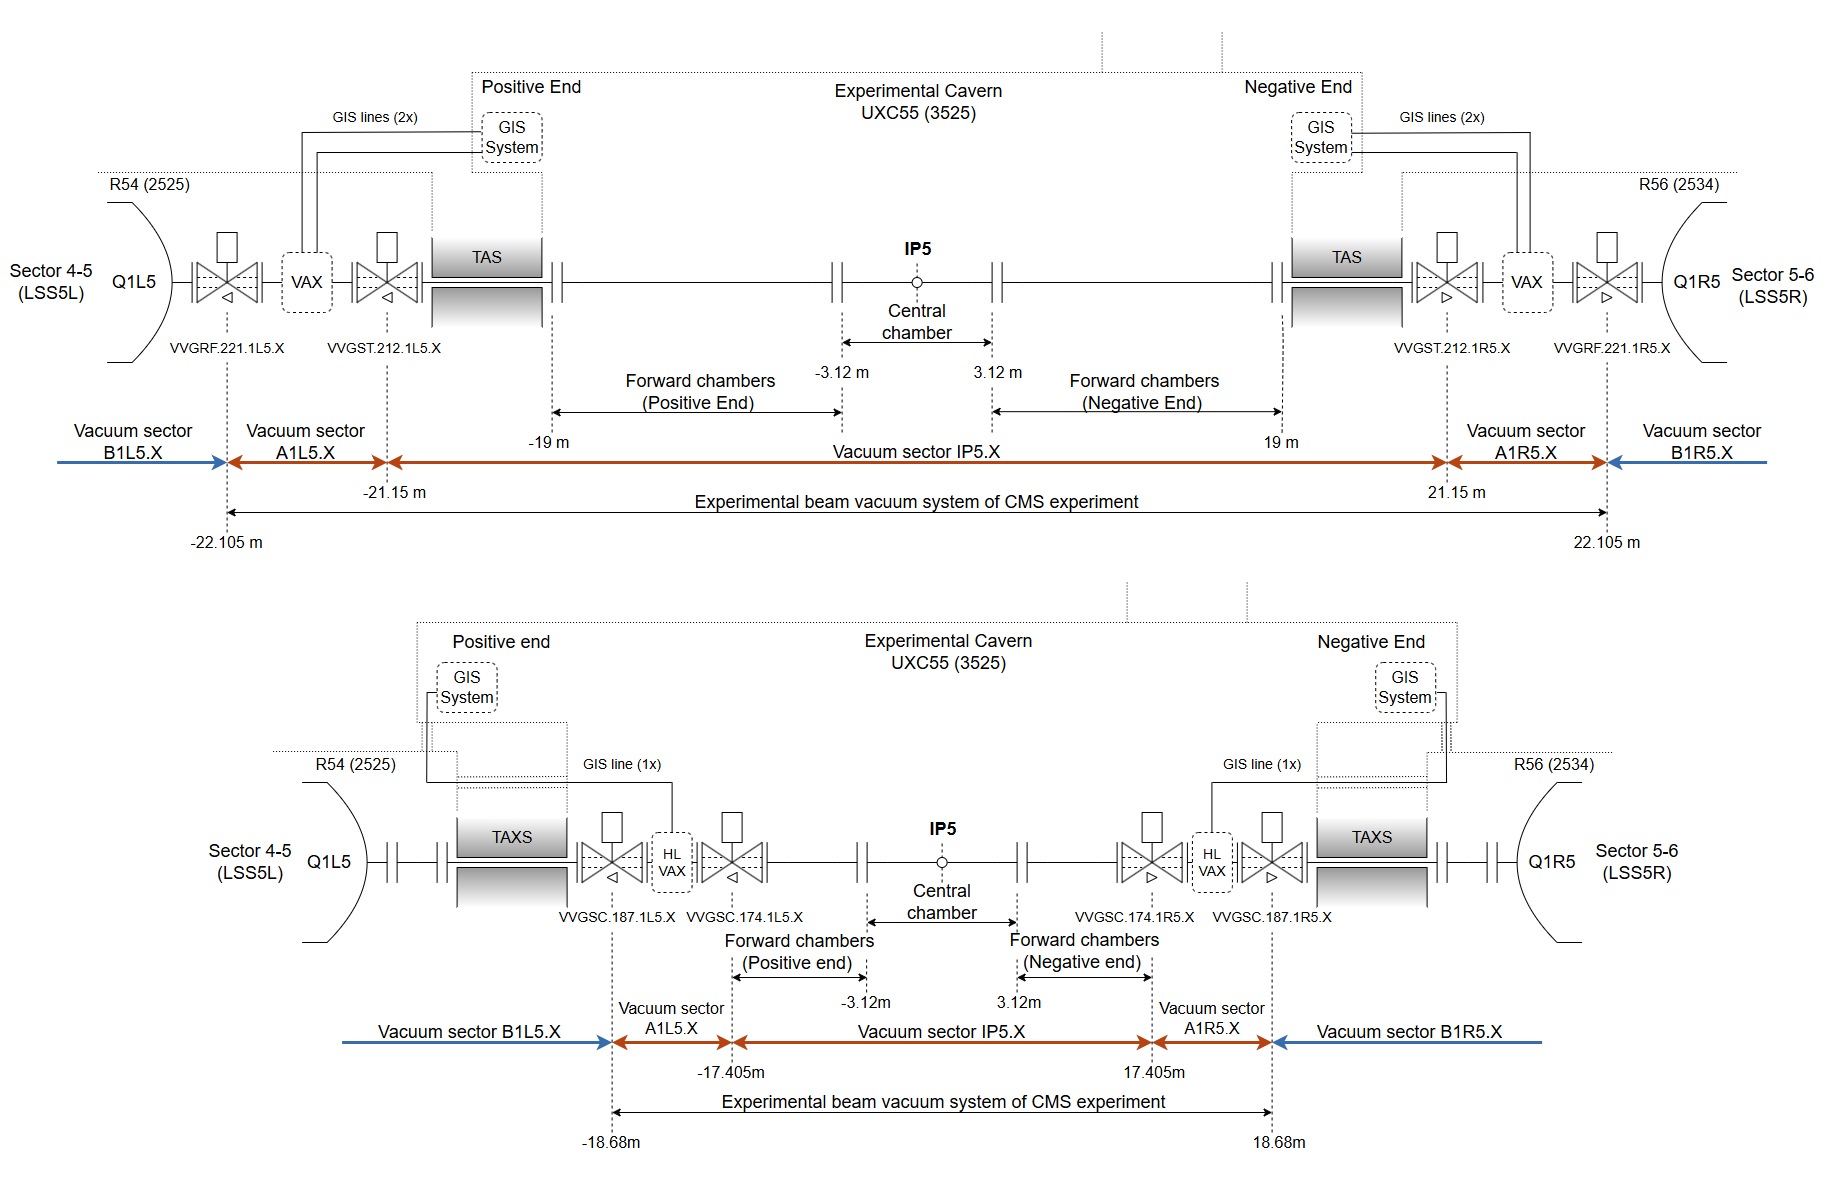 Positive End
Experimental Cavern
UXC55 (3525)
Negative End
GIS lines (2x)
GIS
System
GIS
System
GIS lines (2x)
R54 (2525)
R56 (2534)
TAS
IP5
TAS
Sector 4-5
(LSS5L)
Q1L5
VAX
VAX
Q1R5
Sector 5-6
(LSS5R)
Central
chamber
VVGRF.221.1L5.X
VVGST.212.1L5.X
VVGST.212.1R5.X
VVGRF.221.1R5.X
-3.12 m
3.12 m
Forward chambers
(Positive End)
Forward chambers
(Negative End)
-19 m
19 m
Vacuum sector
B1L5.X
Vacuum sector
A1L5.X
Vacuum sector IP5.X
Vacuum sector
A1R5.X
Vacuum sector
B1R5.X
-21.15 m
21.15 m
Experimental beam vacuum system of CMS experiment
-22.105 m
22.105 m
Positive end
Experimental Cavern
UXC55 (3525)
Negative End
GIS
System
GIS
System
R54 (2525)
GIS line (1x)
GIS line (1x)
R56 (2534)
TAXS
IP5
TAXS
Sector 4-5
(LSS5L)
Q1L5
HL
VAX
HL
VAX
Q1R5
Sector 5-6
(LSS5R)
Central
chamber
VVGSC.187.1L5.X
VVGSC.174.1L5.X
VVGSC.174.1R5.X
VVGSC.187.1R5.X
Forward chambers
(Positive end)
Forward chambers
(Negative end)
-3.12m
3.12m
Vacuum sector B1L5.X
Vacuum sector
A1L5.X
Vacuum sector IP5.X
Vacuum sector
A1R5.X
Vacuum sector B1R5.X
-17.405m
17.405m
Experimental beam vacuum system of CMS experiment
-18.68m
18.68m